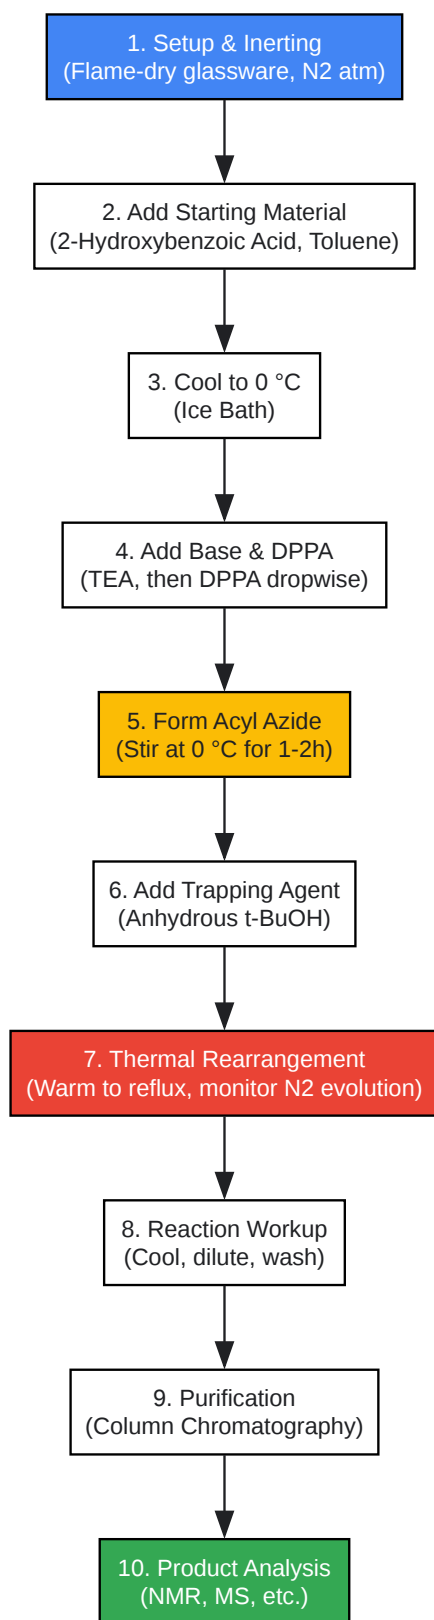 1. Setup & Inerting
(Flame-dry glassware, N2 atm)
2. Add Starting Material
(2-Hydroxybenzoic Acid, Toluene)
3. Cool to 0 °C
(Ice Bath)
4. Add Base & DPPA
(TEA, then DPPA dropwise)
5. Form Acyl Azide
(Stir at 0 °C for 1-2h)
6. Add Trapping Agent
(Anhydrous t-BuOH)
7. Thermal Rearrangement
(Warm to reflux, monitor N2 evolution)
8. Reaction Workup
(Cool, dilute, wash)
9. Purification
(Column Chromatography)
10. Product Analysis
(NMR, MS, etc.)